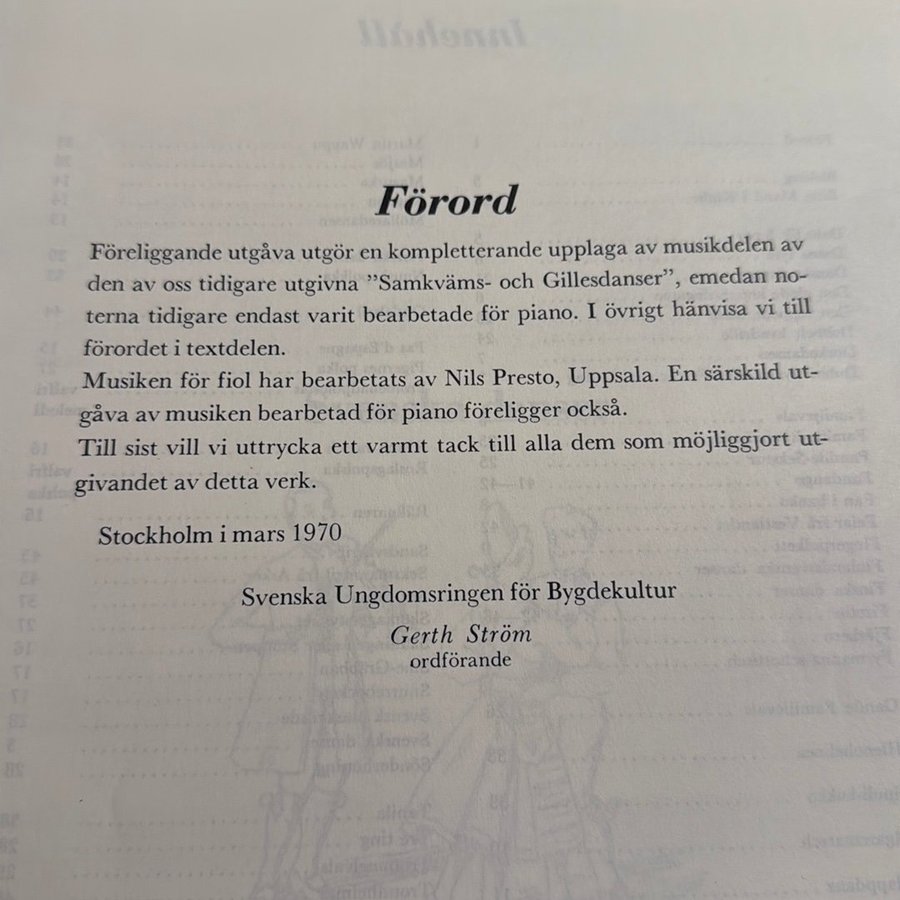 Förord
Föreliggande utgåva utgör en kompletterande upplaga av musikdelen av
den av oss tidigare utgivna ”Samkväms- och Gillesdanser”, emedan no-
terna tidigare endast varit bearbetade för piano. I övrigt hänvisa vi till
förordet i textdelen.
Musiken för fiol har bearbetats av Nils Presto, Uppsala. En särskild ut-
gåva av musiken bearbetad för piano föreligger också.
Till sist vill vi uttrycka ett varmt tack till alla dem som möjliggjort ut-
givandet av detta verk.
Stockholm i mars 1970
Svenska Ungdomsringen för Bygdekultur
Gerth Ström
ordförande